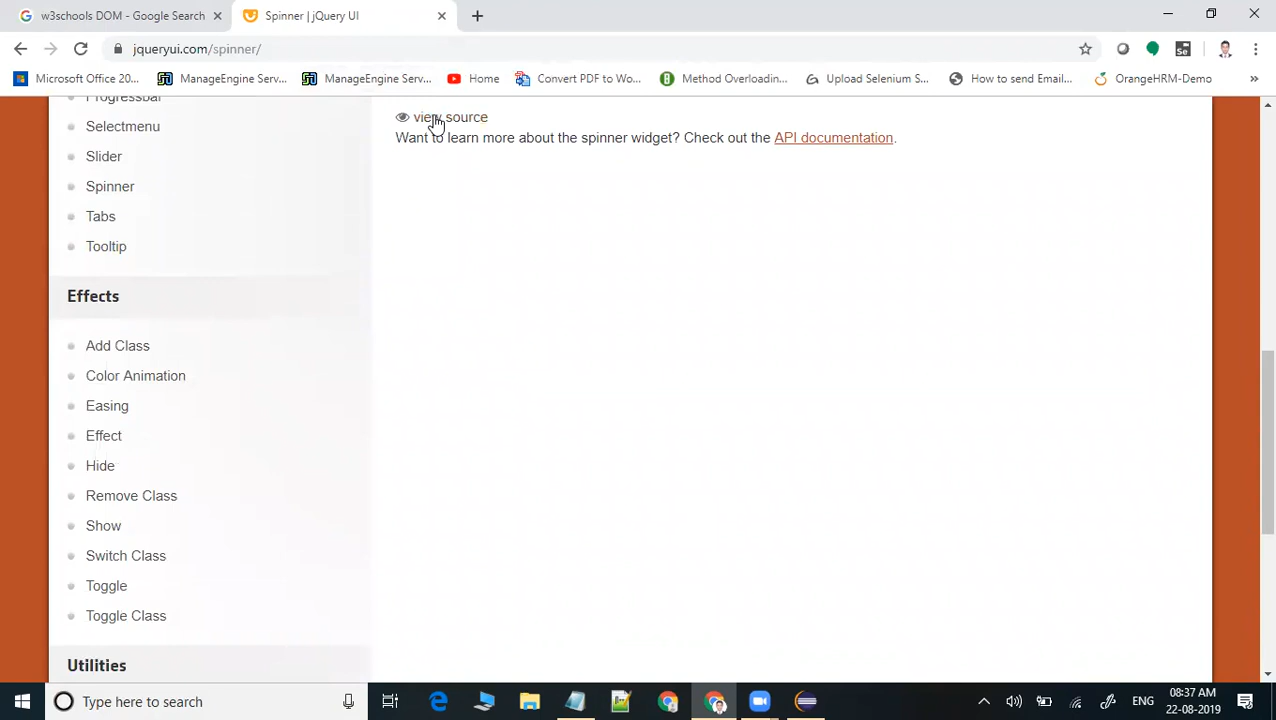 w3schools DOM - Google Search
Spinner | jQuery UI
jqueryui.com/spinner/
Microsoft Office 20...
ManageEngine Serv...
ManageEngine Serv...
Home
Convert PDF to Wo...
Method Overloadin...
Upload Selenium S...
How to send Email...
OrangeHRM-Demo
»
Progressbar
Selectmenu
Slider
Spinner
Tabs
Tooltip
Effects
Add Class
Color Animation
Easing
Effect
Hide
Remove Class
Show
Switch Class
Toggle
Toggle Class
Utilities
view source
Want to learn more about the spinner widget? Check out the API documentation.
Type here to search
ENG
08:37 AM
22-08-2019